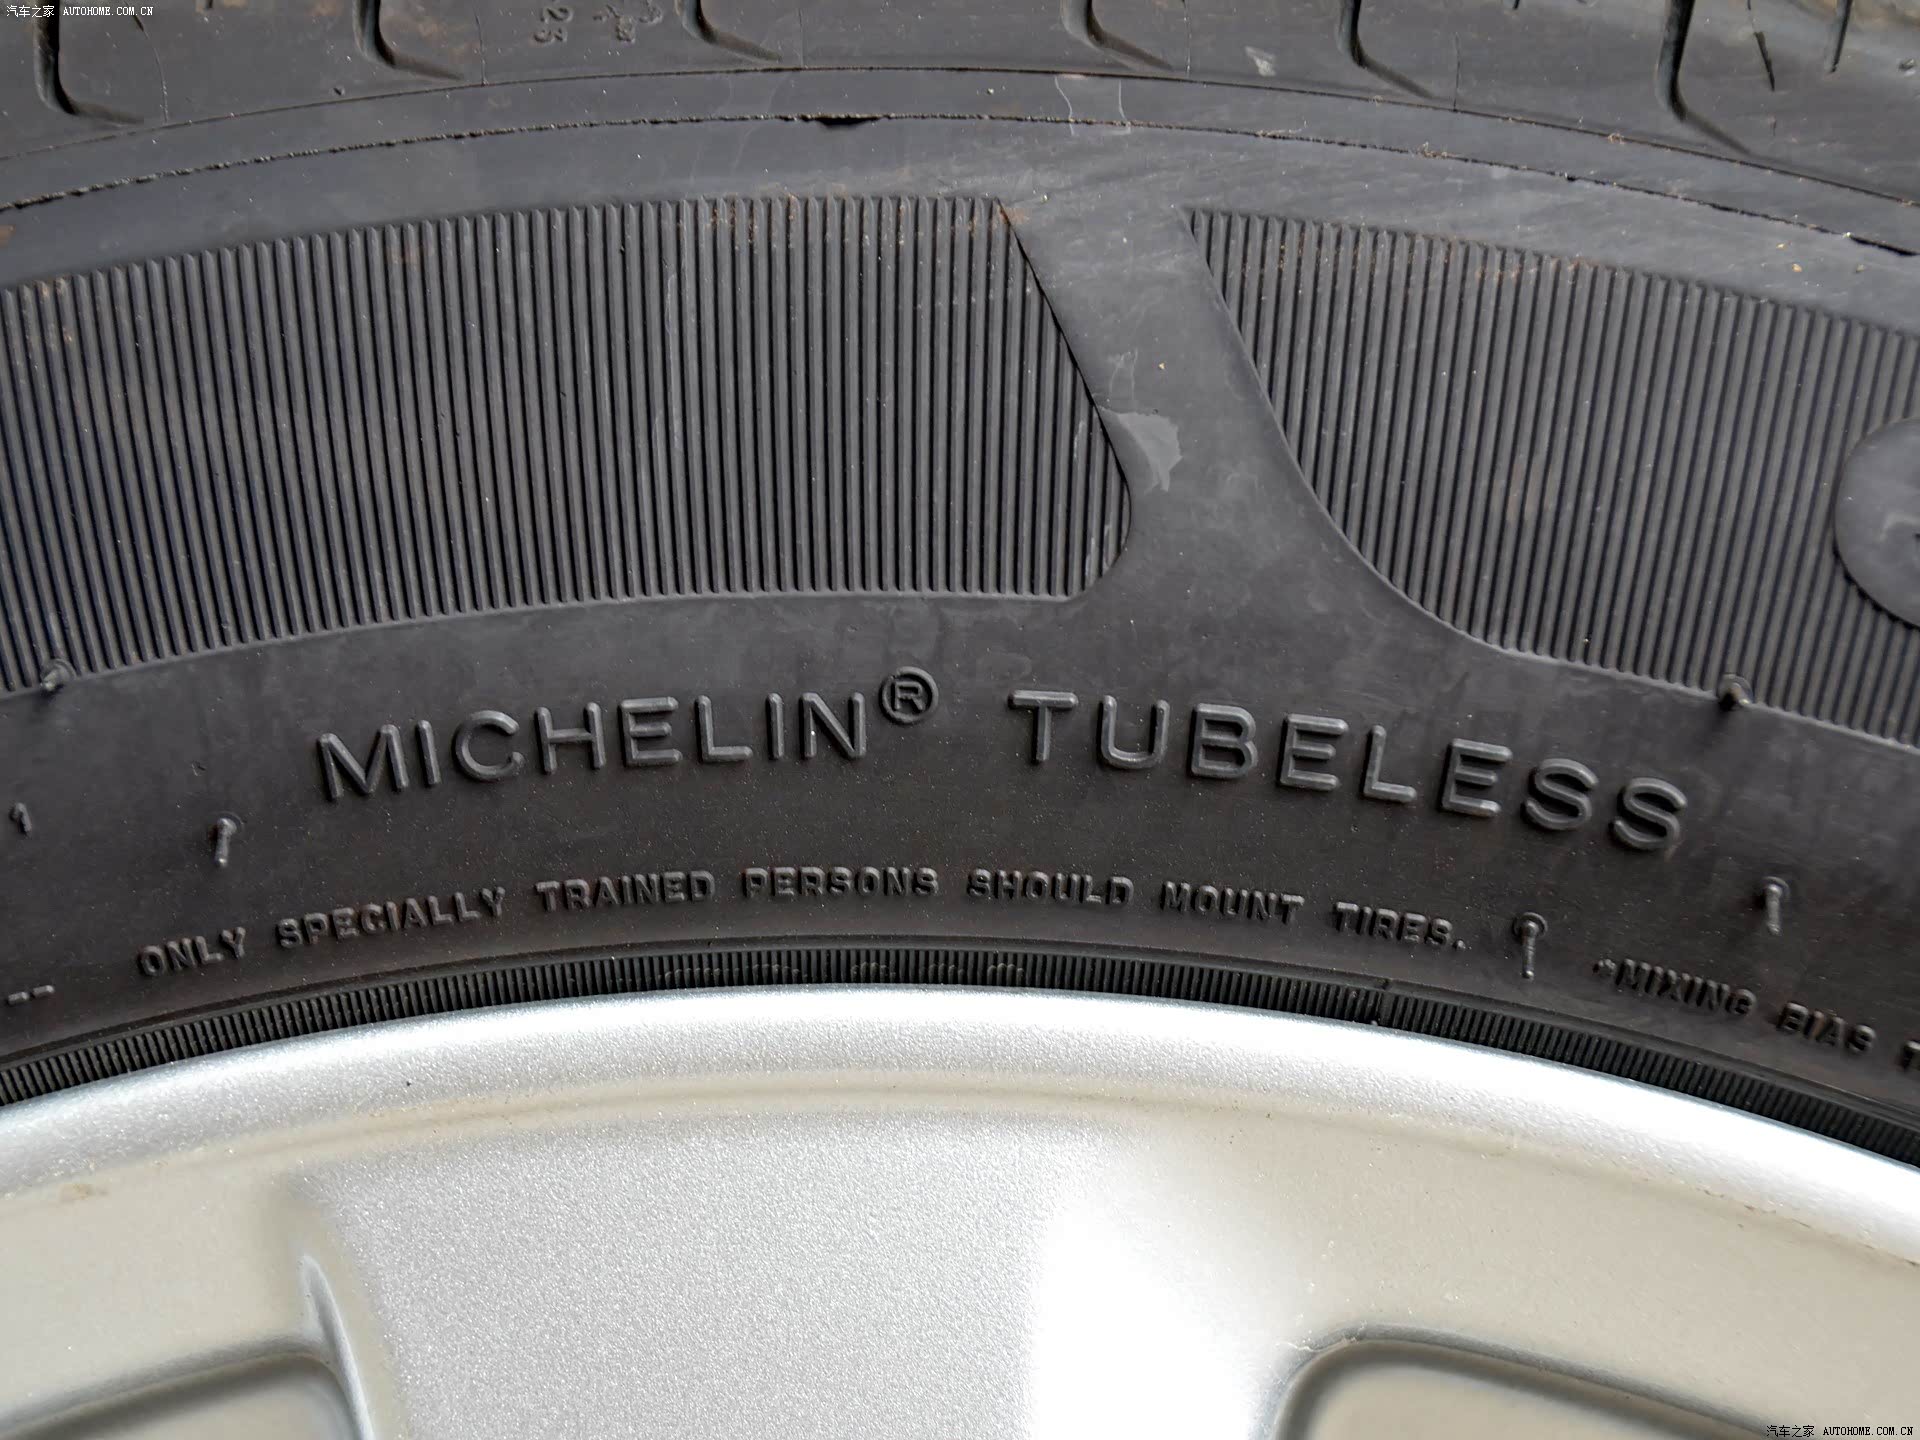 汽车之家 AUTOHOME.COM.CN
MICHELIN® TUBELESS
ONLY SPECIALLY TRAINED PERSONS SHOULD MOUNT TIRES.
*MIXING BIAS
汽车之家 AUTOHOME.COM.CN